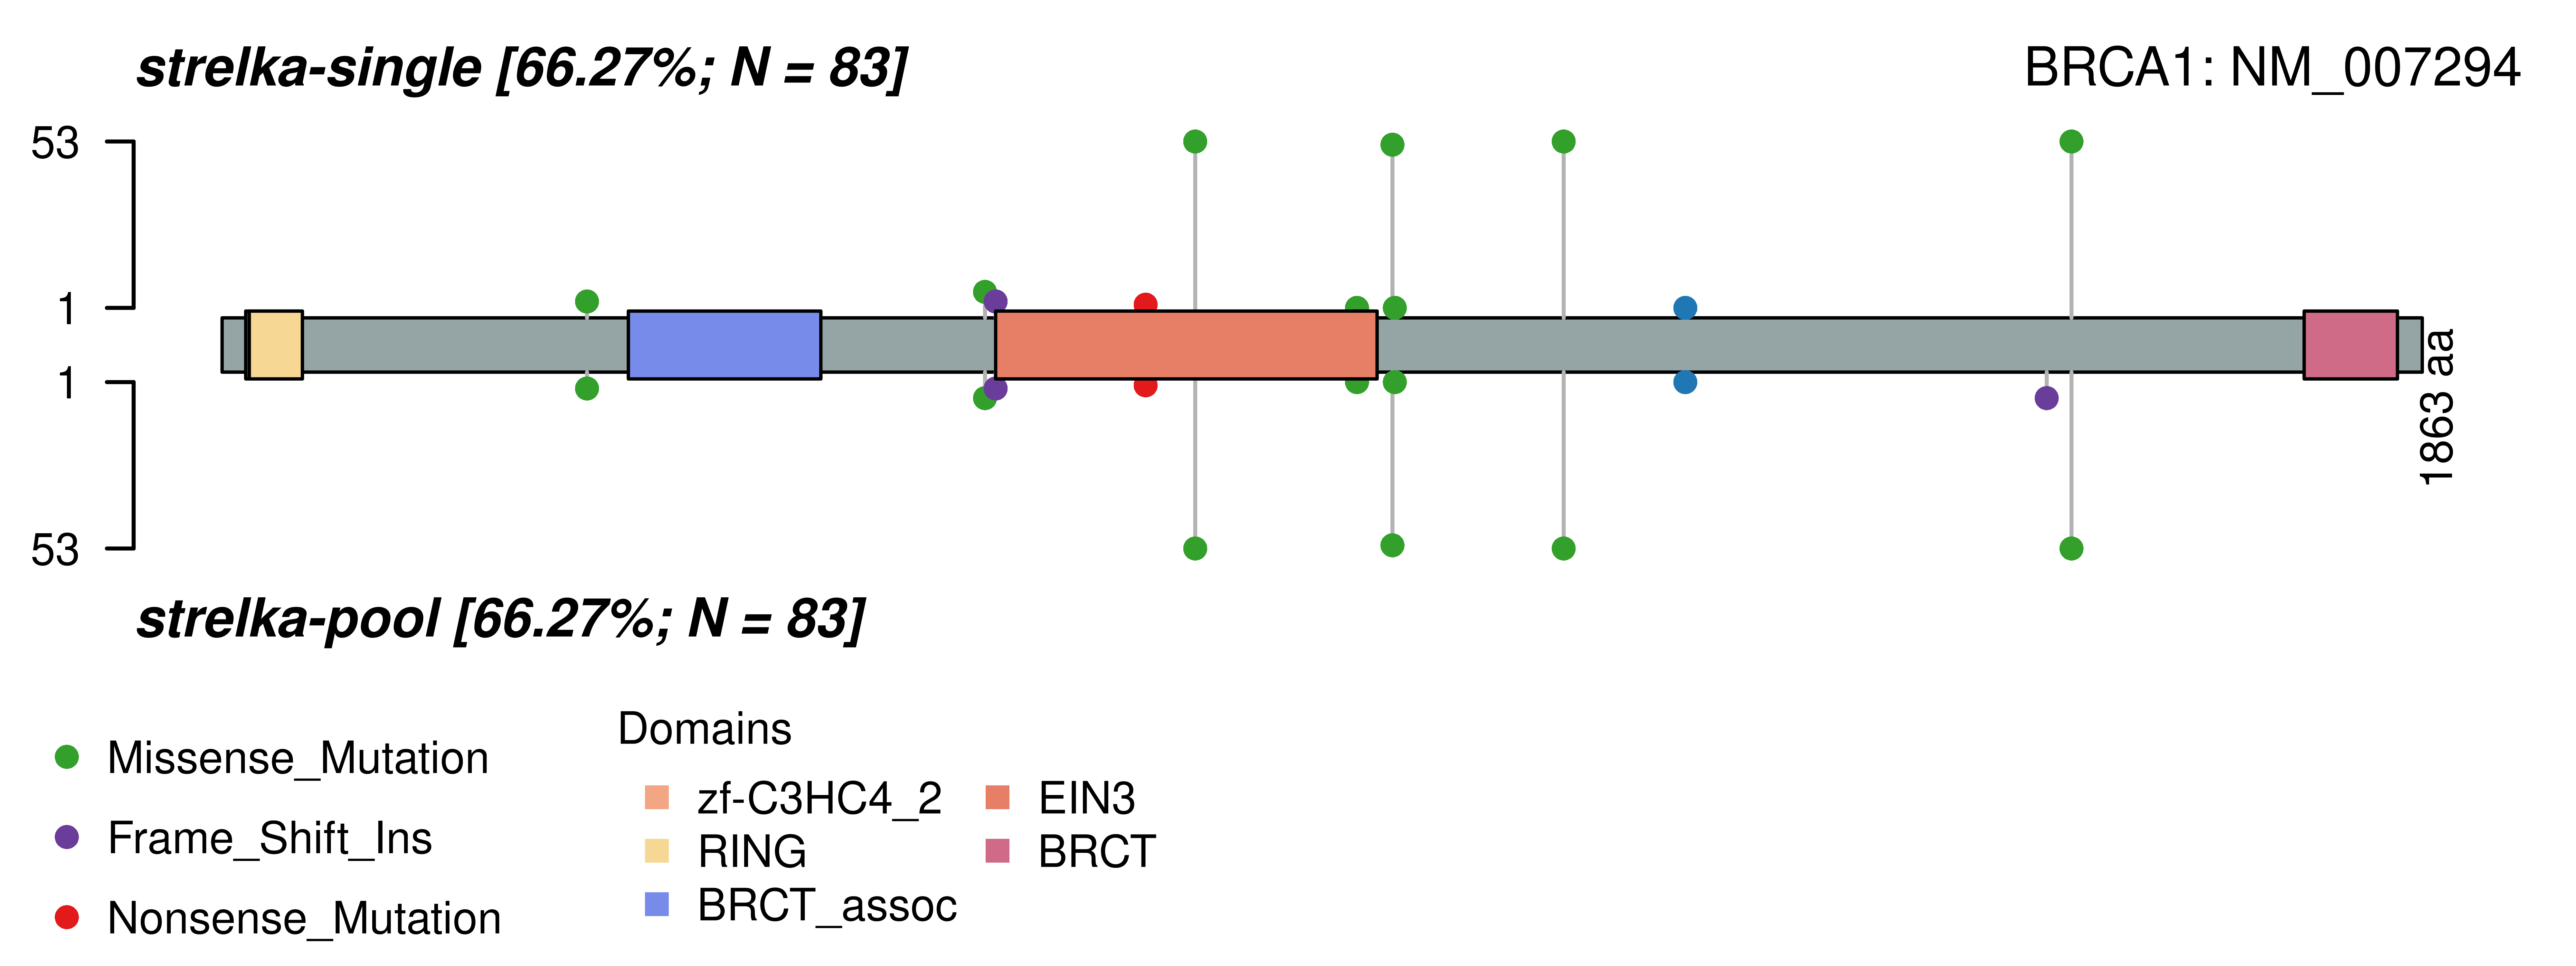 strelka-single [66.27%; N = 83]
BRCA1: NM_007294
53
1
1
53
1863 aa
strelka-pool [66.27%; N = 83]
Missense_Mutation
Frame_Shift_Ins
Nonsense_Mutation
Domains
zf-C3HC4_2
RING
BRCT_assoc
EIN3
BRCT